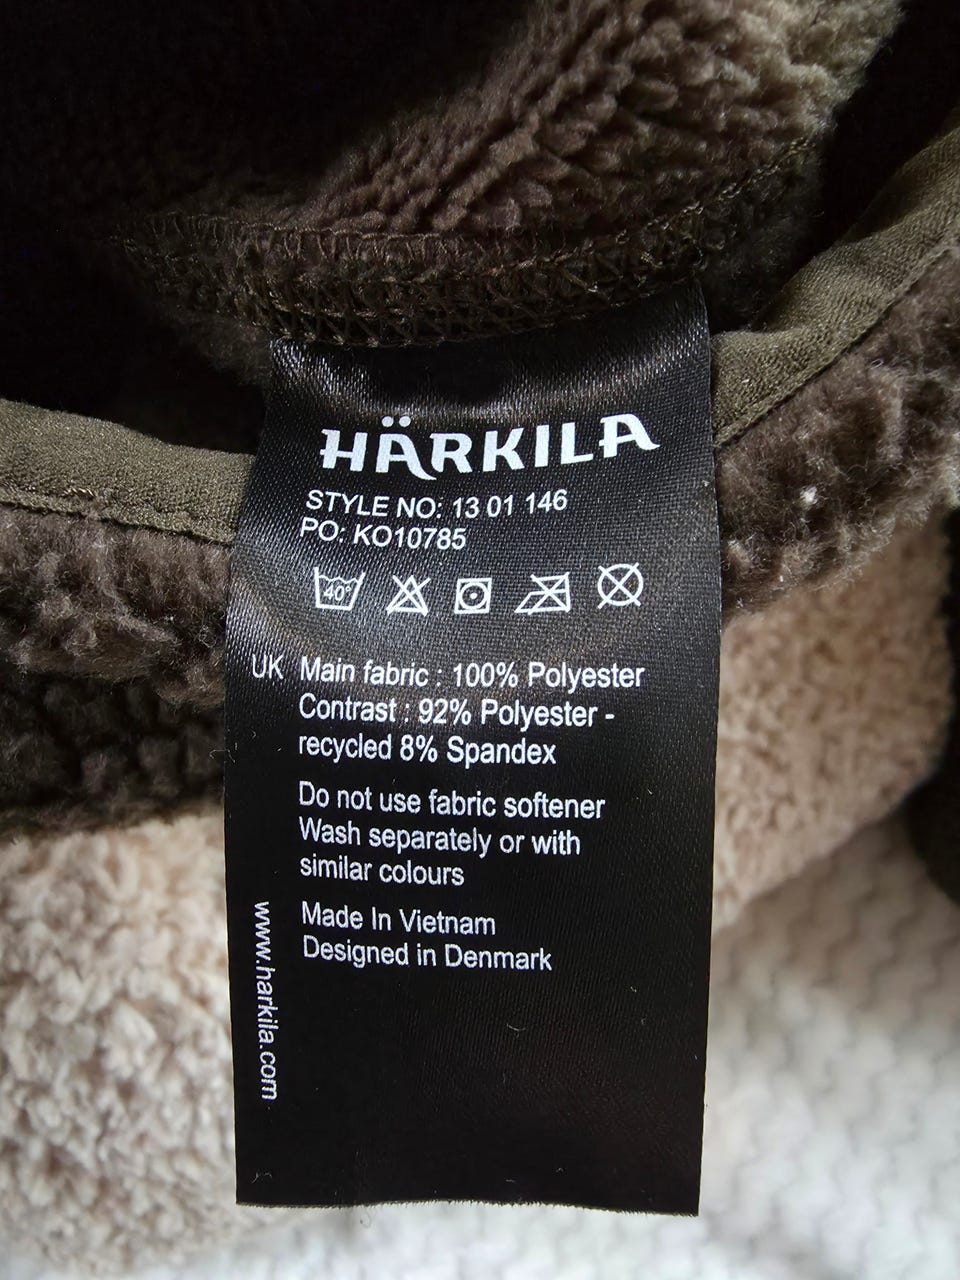 HÄRKILA
STYLE NO: 13 01 146
PO: KO10785
40°
UK Main fabric : 100% Polyester
Contrast : 92% Polyester -
recycled 8% Spandex
Do not use fabric softener
Wash separately or with
similar colours
Made In Vietnam
Designed in Denmark
www.harkila.com